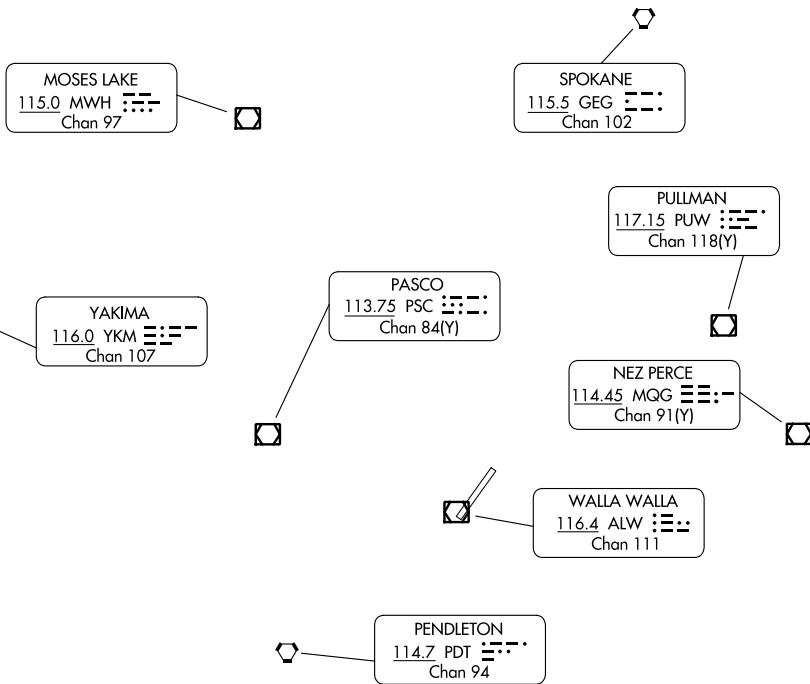 MOSES LAKE
115.0 MWH
Chan 97
SPOKANE
115.5 GEG
Chan 102
PULLMAN
117.15 PUW
Chan 118(Y)
PASCO
113.75 PSC
Chan 84(Y)
YAKIMA
116.0 YKM
Chan 107
NEZ PERCE
114.45 MQG
Chan 91(Y)
WALLA WALLA
116.4 ALW
Chan 111
PENDLETON
114.7 PDT
Chan 94